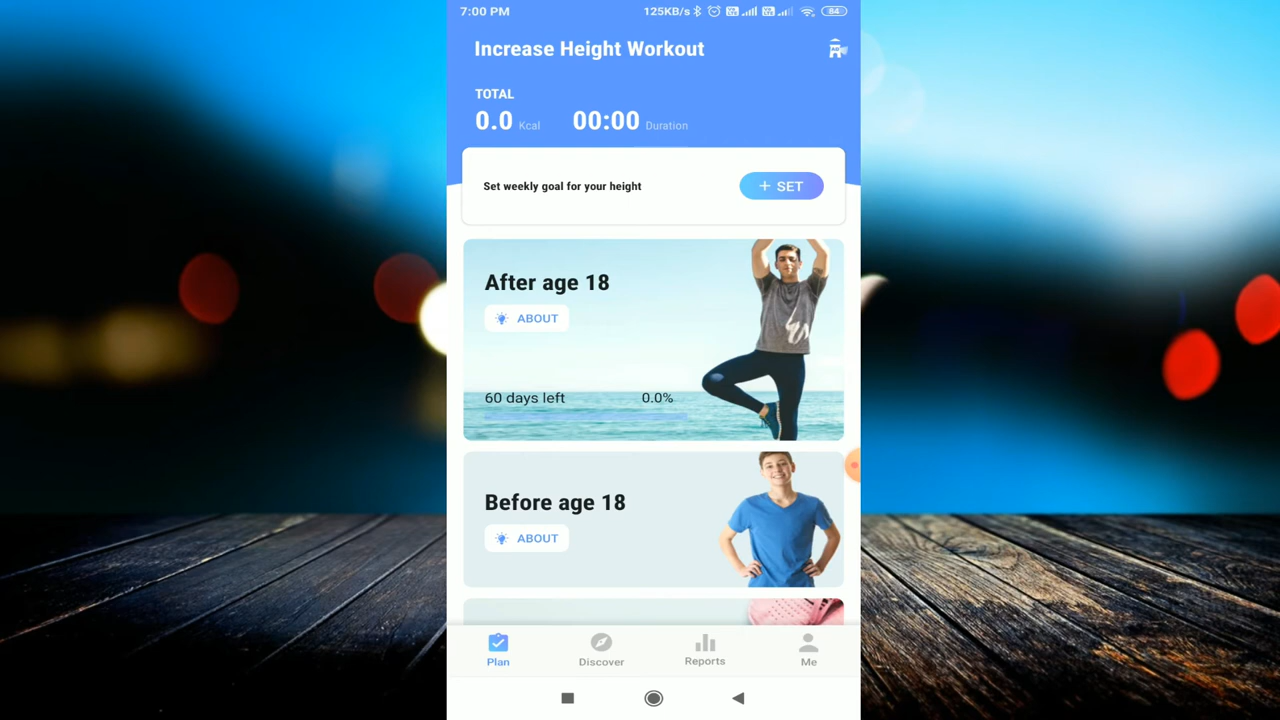 7:00 PM 125KB/s 64
Increase Height Workout
TOTAL
0.0 Kcal 00:00 Duration
Set weekly goal for your height
+ SET
After age 18
ABOUT
60 days left 0.0%
Before age 18
ABOUT
Plan Discover Reports Me